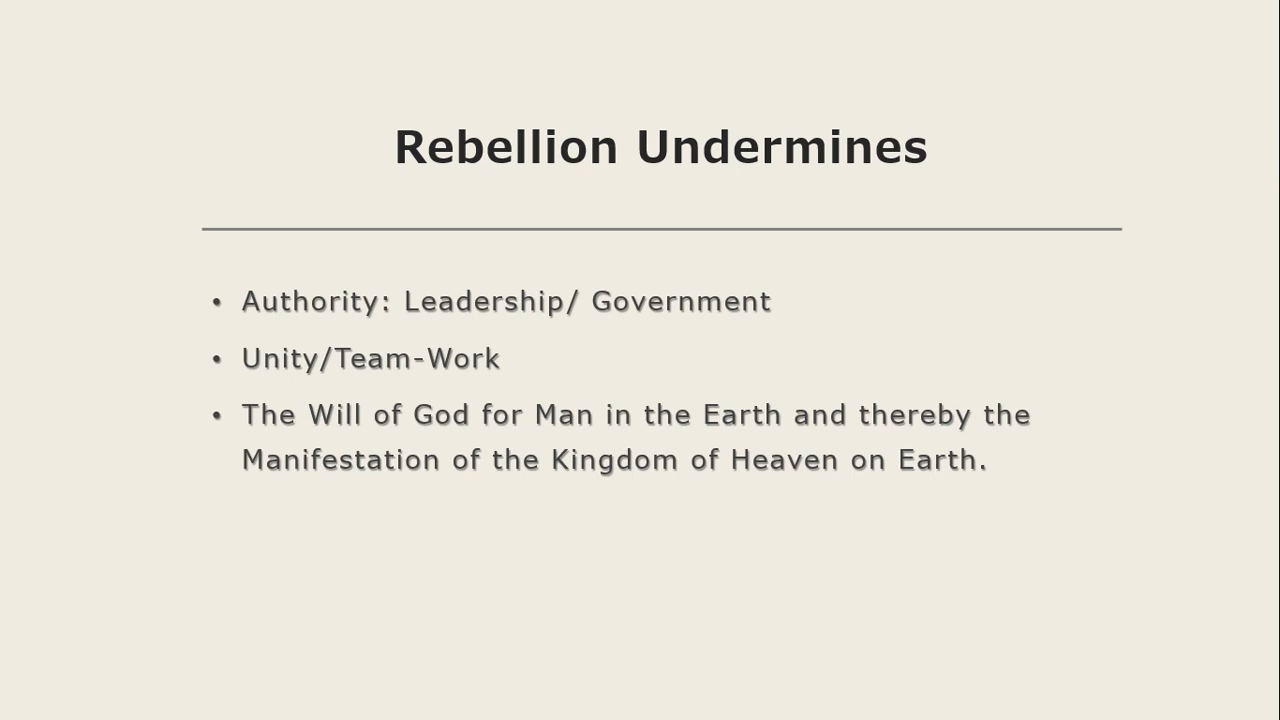 Rebellion Undermines
• Authority: Leadership/ Government
• Unity/Team-Work
• The Will of God for Man in the Earth and thereby the
Manifestation of the Kingdom of Heaven on Earth.